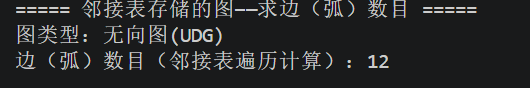 ===== 邻接表存储的图——求边（弧）数目 =====
图类型：无向图(UDG)
边（弧）数目（邻接表遍历计算）：12